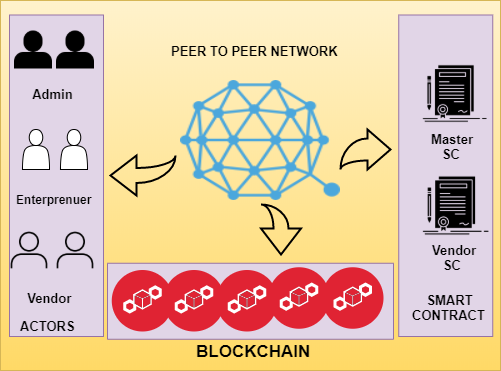 PEER TO PEER NETWORK
Admin
Enterprenuer
Vendor
ACTORS
Master
SC
Vendor
SC
SMART
CONTRACT
BLOCKCHAIN